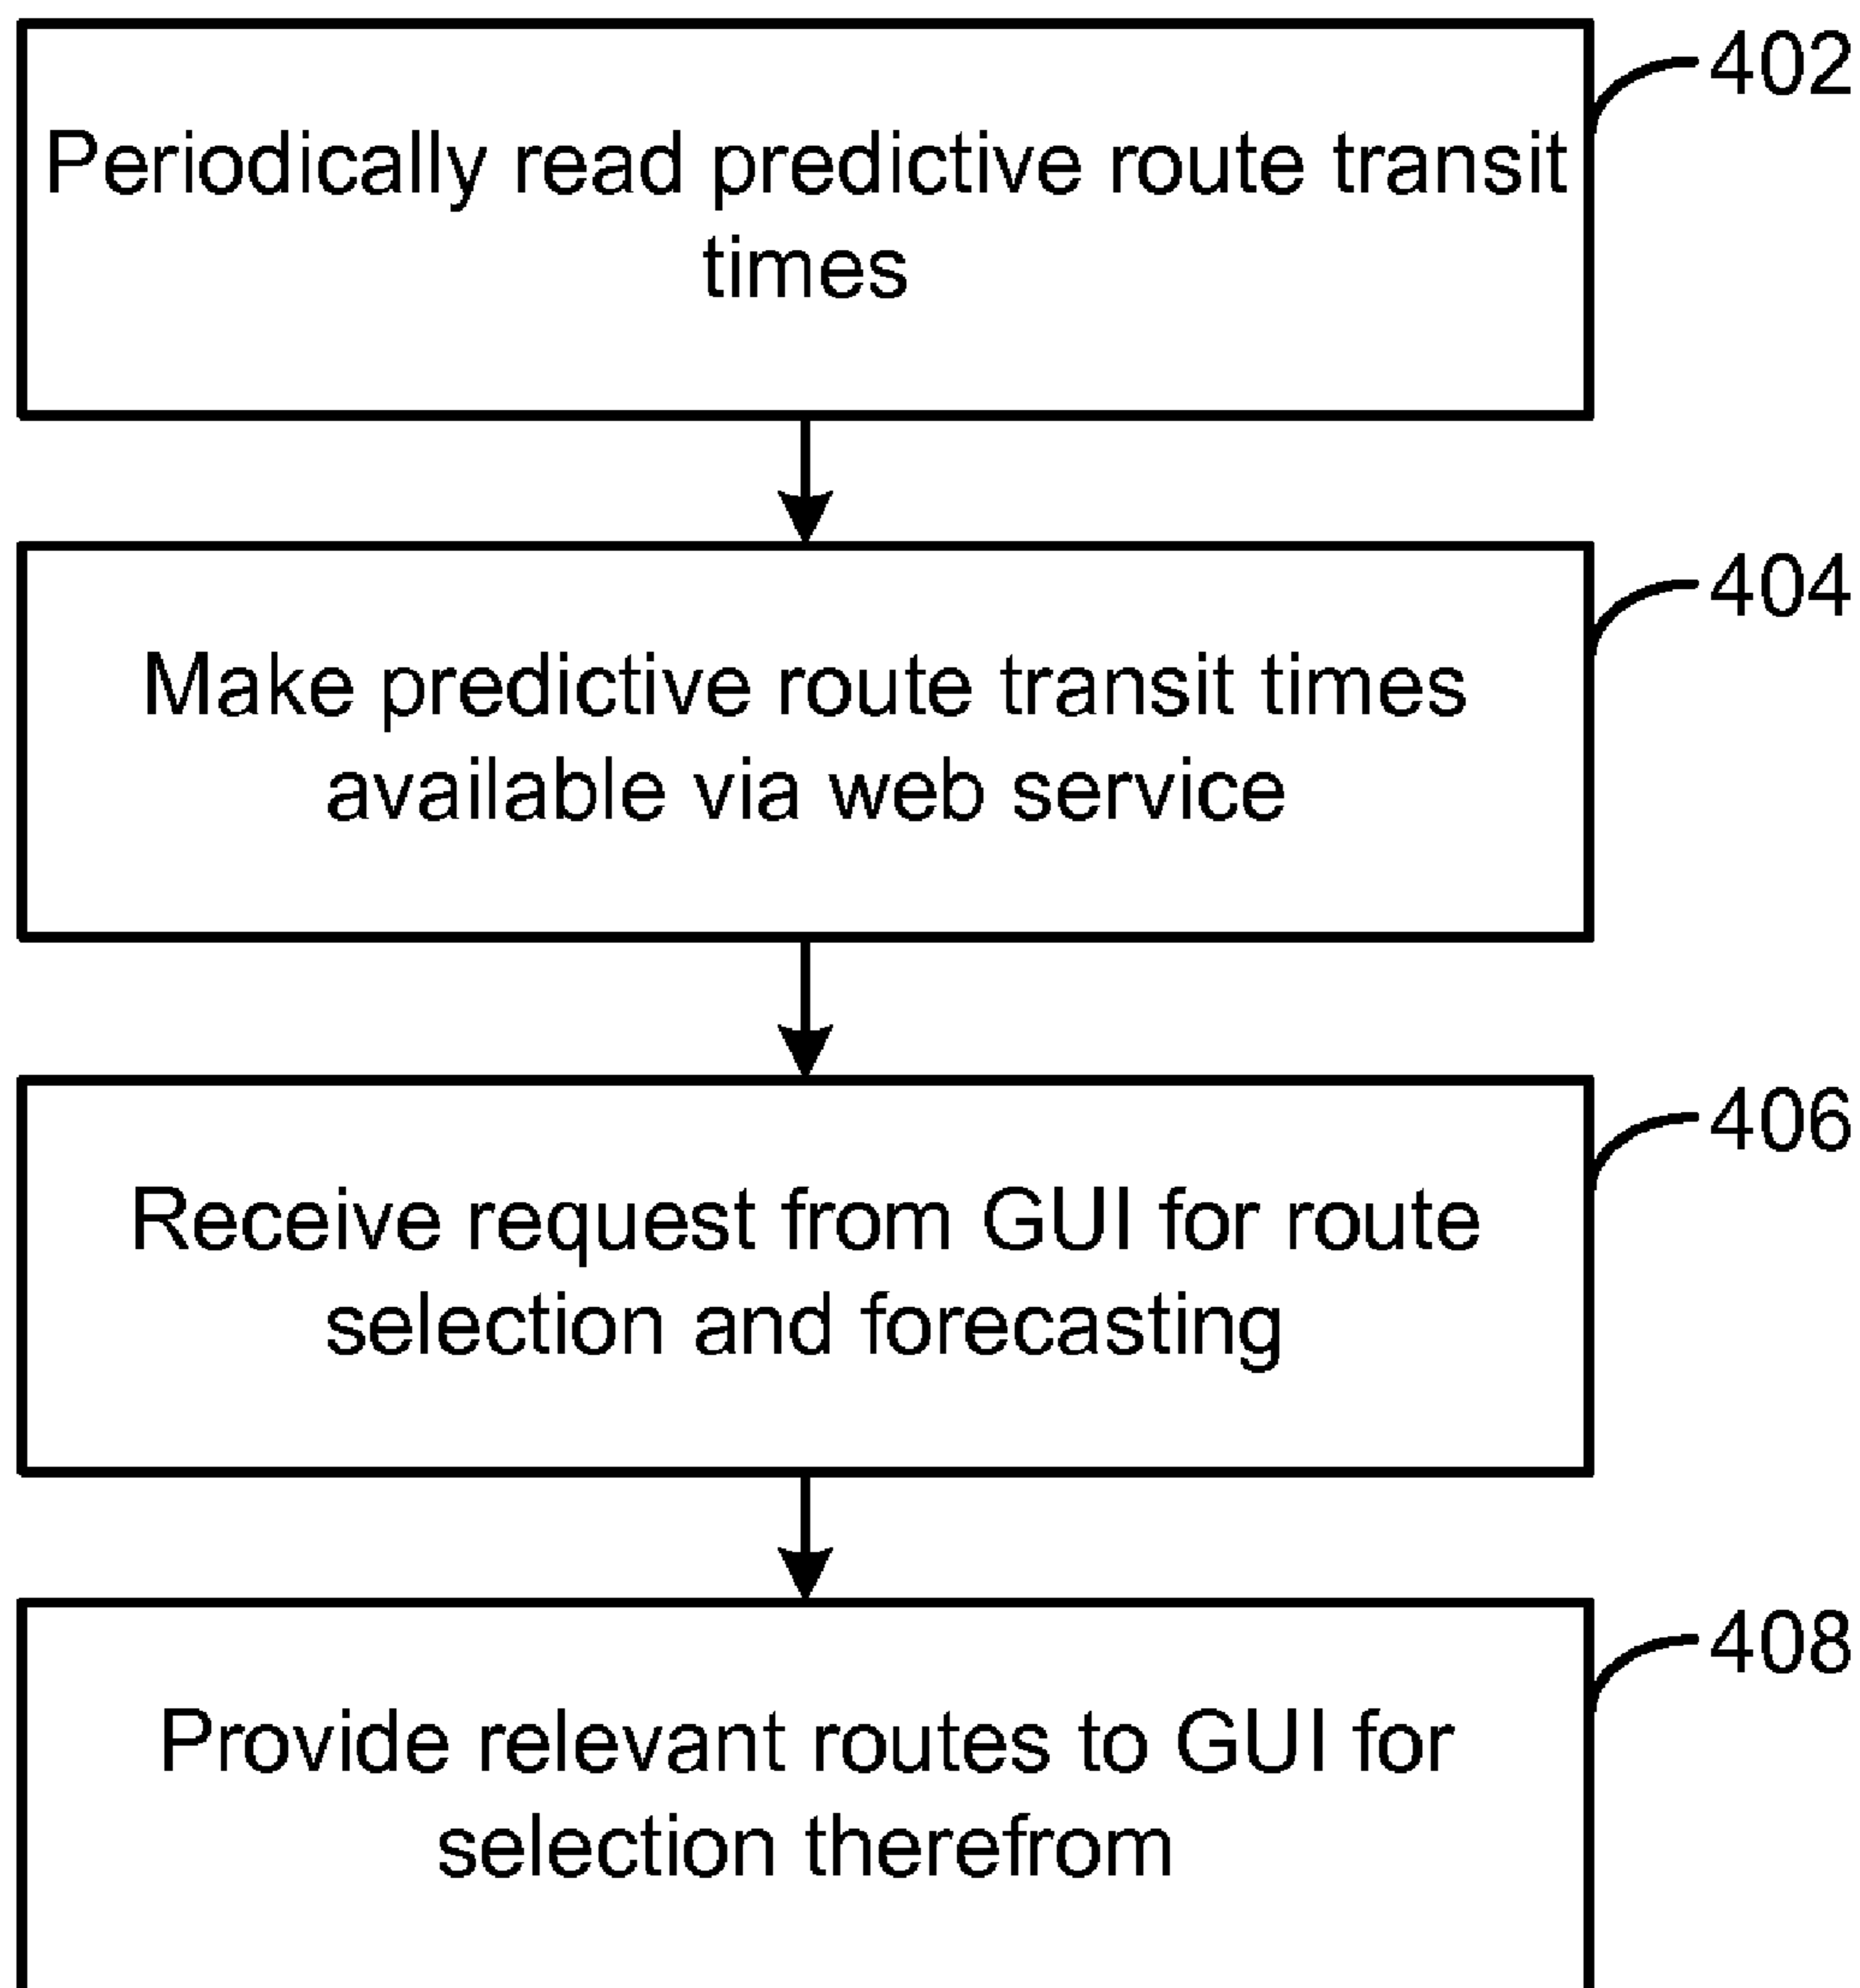 402
Periodically read predictive route transit
times
404
Make predictive route transit times
available via web service
406
Receive request from GUI for route
selection and forecasting
408
Provide relevant routes to GUI for
selection therefrom